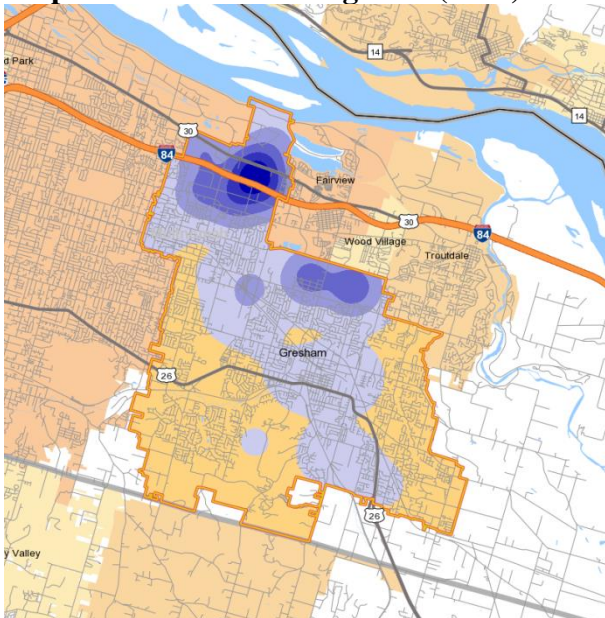 14
d Park
30
14
84
Fairview
30
84
Wood Village
Troutdale
Gresham
26
26
y Valley